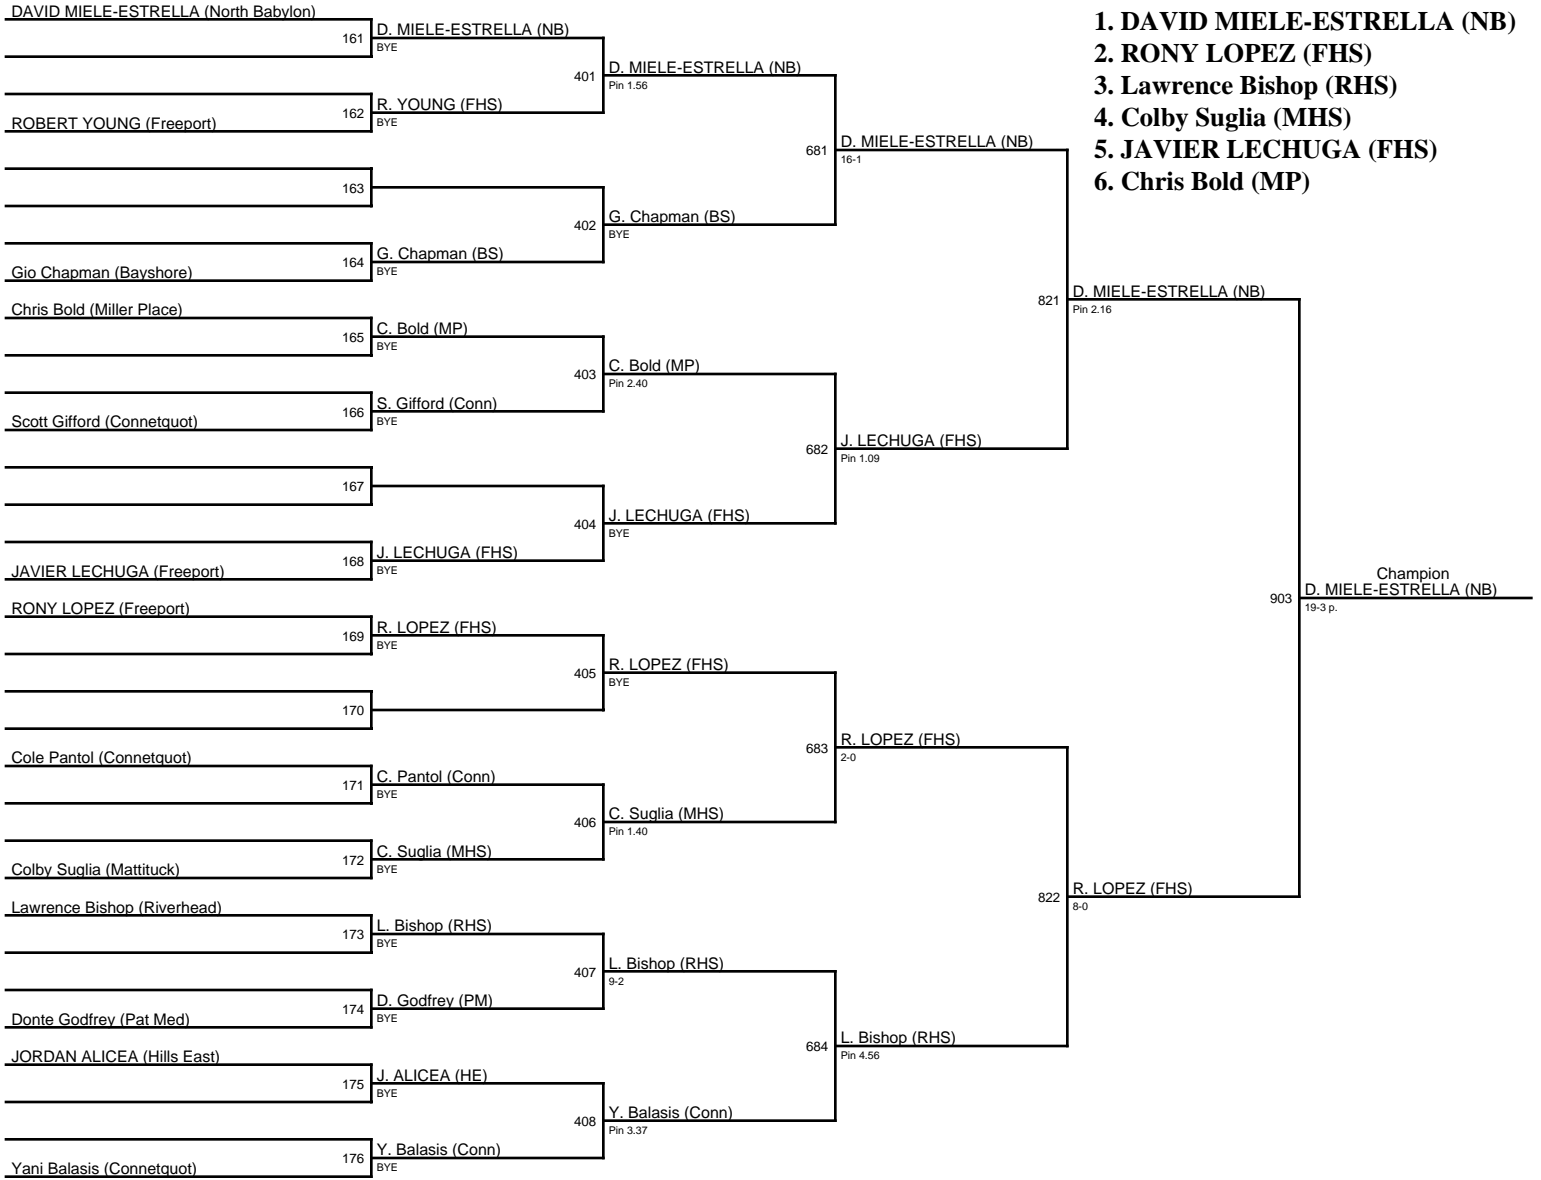 DAVID MIELE-ESTRELLA (North Babylon)
161
D. MIELE-ESTRELLA (NB)
BYE
401
D. MIELE-ESTRELLA (NB)
Pin 1.56
162
R. YOUNG (FHS)
BYE
ROBERT YOUNG (Freeport)
681
D. MIELE-ESTRELLA (NB)
16-1
163
402
G. Chapman (BS)
BYE
164
G. Chapman (BS)
BYE
Gio Chapman (Bayshore)
821
D. MIELE-ESTRELLA (NB)
Pin 2.16
Chris Bold (Miller Place)
165
C. Bold (MP)
BYE
403
C. Bold (MP)
Pin 2.40
166
S. Gifford (Conn)
BYE
Scott Gifford (Connetquot)
682
J. LECHUGA (FHS)
Pin 1.09
167
404
J. LECHUGA (FHS)
BYE
168
J. LECHUGA (FHS)
BYE
JAVIER LECHUGA (Freeport)
903
Champion
D. MIELE-ESTRELLA (NB)
19-3 p.
RONY LOPEZ (Freeport)
169
R. LOPEZ (FHS)
BYE
405
R. LOPEZ (FHS)
BYE
170
683
R. LOPEZ (FHS)
2-0
Cole Pantol (Connetquot)
171
C. Pantol (Conn)
BYE
406
C. Suglia (MHS)
Pin 1.40
172
C. Suglia (MHS)
BYE
Colby Suglia (Mattituck)
822
R. LOPEZ (FHS)
8-0
Lawrence Bishop (Riverhead)
173
L. Bishop (RHS)
BYE
407
L. Bishop (RHS)
9-2
174
D. Godfrey (PM)
BYE
Donte Godfrey (Pat Med)
684
L. Bishop (RHS)
Pin 4.56
JORDAN ALICEA (Hills East)
175
J. ALICEA (HE)
BYE
408
Y. Balasis (Conn)
Pin 3.37
176
Y. Balasis (Conn)
BYE
Yani Balasis (Connetquot)
1. DAVID MIELE-ESTRELLA (NB)
2. RONY LOPEZ (FHS)
3. Lawrence Bishop (RHS)
4. Colby Suglia (MHS)
5. JAVIER LECHUGA (FHS)
6. Chris Bold (MP)